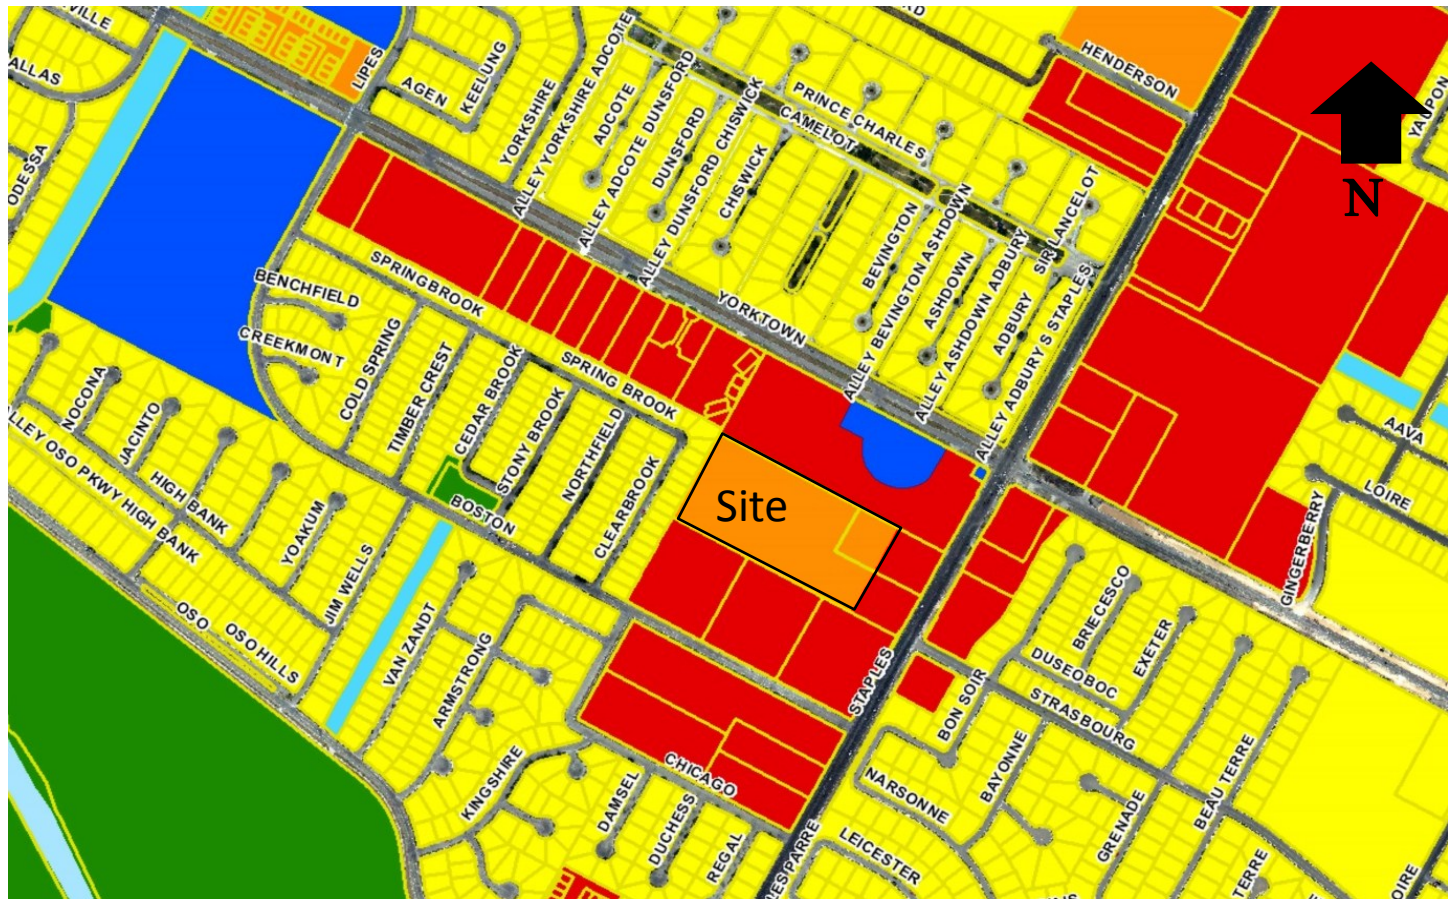 VILLE
ALLAS
ODESSA
LIPES
AGEN
KEELUNG
YORKSHIRE
ALLEY YORKSHIRE ADCOTE
ADCOTE
ALLEY ADCOTE DUNSFORD
DUNSFORD
ALLEY DUNSFORD CHISWICK
CHISWICK
PRINCE CHARLES
CAMELOT
RD
HENDERSON
YAUPON
N
BEVINGTON
ALLEY BEVINGTON ASHDOWN
ASHDOWN
ALLEY ASHDOWN ADBURY
ADBURY
SIR LANCELOT
ALLEY ADBURY S STAPLES
YORKTOWN
SPRINGBROOK
SPRING BROOK
BENCHFIELD
CREEKMONT
COLD SPRING
TIMBER CREST
CEDAR BROOK
STONY BROOK
NORTHFIELD
CLEARBROOK
BOSTON
Site
NOCONA
JACINTO
HIGH BANK
ALLEY OSO PKWY HIGH BANK
YOAKUM
JIM WELLS
OSO
OSO HILLS
VAN ZANDT
ARMSTRONG
KINGSHIRE
DAMSEL
DUCHESS
REGAL
CHICAGO
STAPLES
BON SOIR
NARSONNE
LEICESTER
BAYONNE
DUSEOBOC
STRASBOURG
BRIECESCO
EXETER
GRENADE
BEAU TERRE
TERRE
GINGERBERRY
LOIRE
AAVA
OIRE
LESPARRE